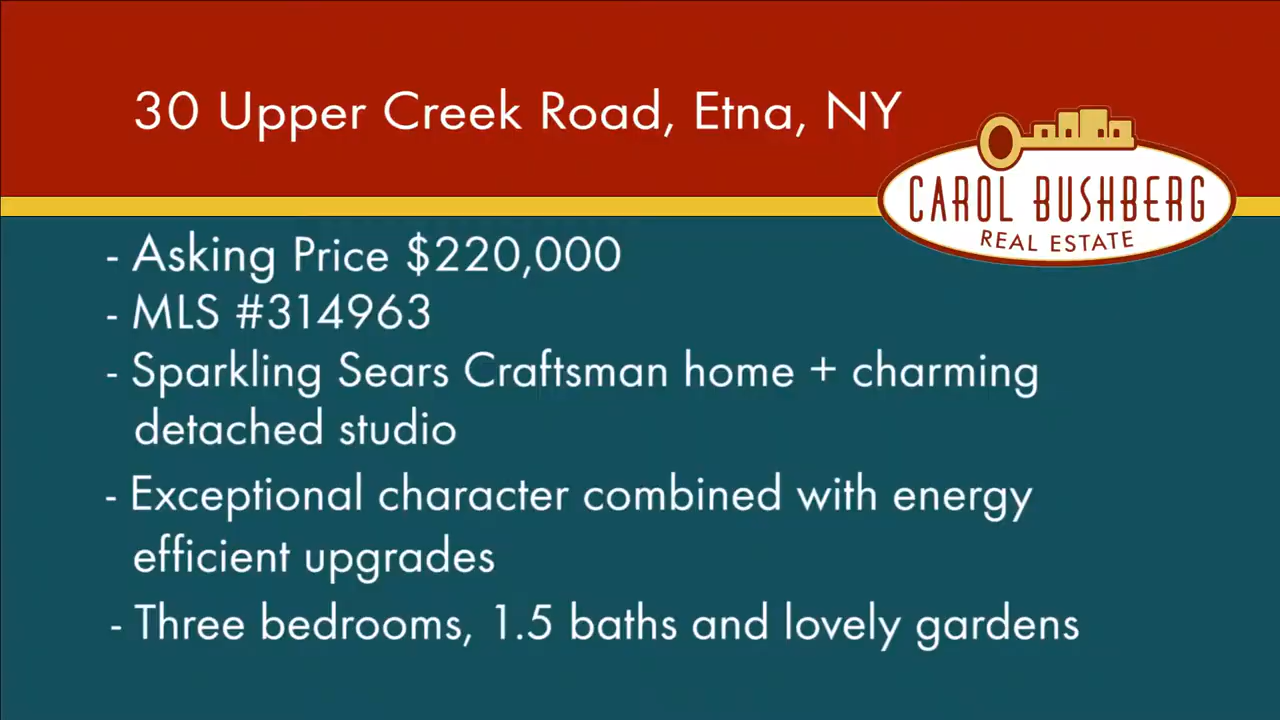 30 Upper Creek Road, Etna, NY
CAROL BUSHBERG
REAL ESTATE
- Asking Price $220,000
- MLS #314963
- Sparkling Sears Craftsman home + charming
detached studio
- Exceptional character combined with energy
efficient upgrades
- Three bedrooms, 1.5 baths and lovely gardens